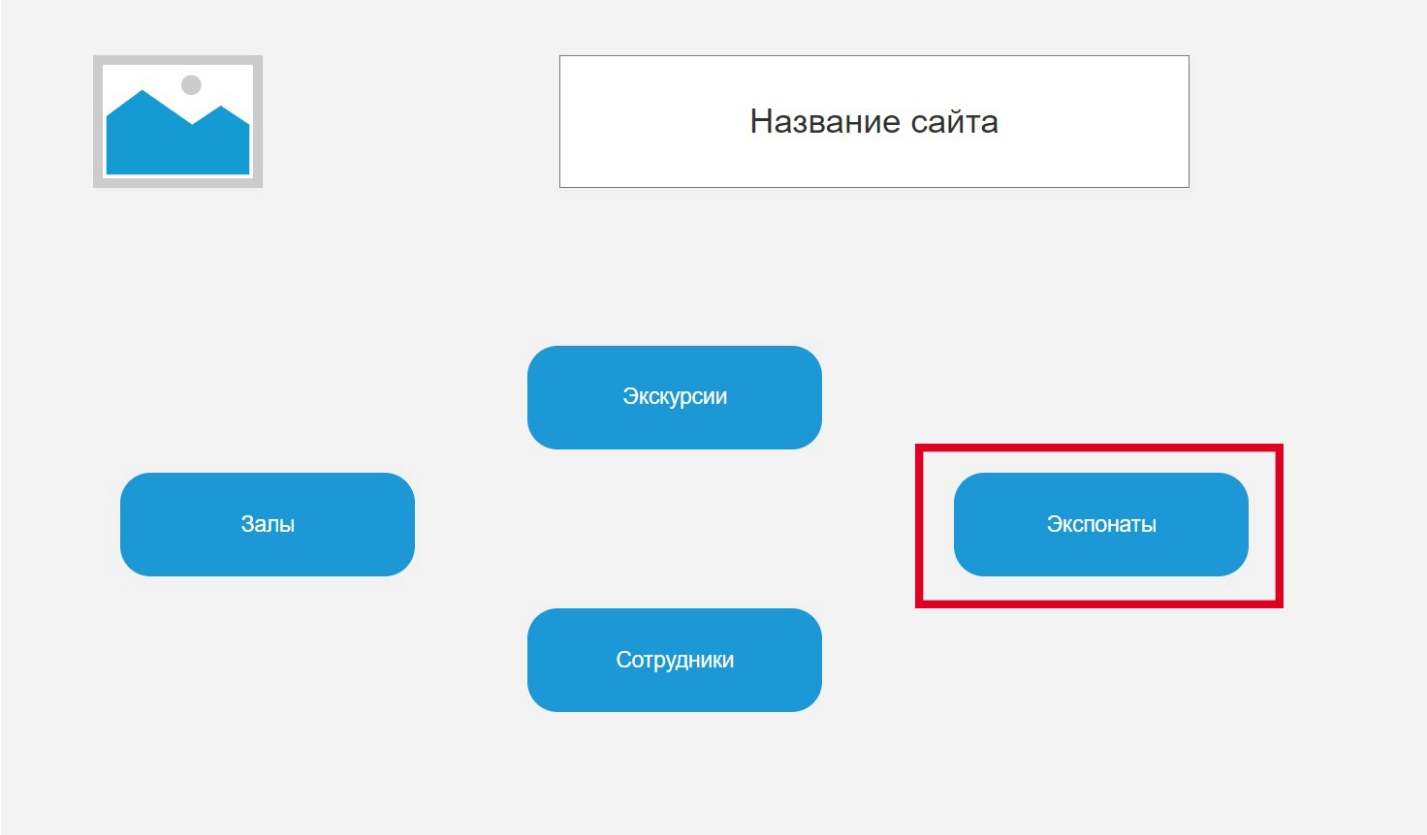 Название сайта
Экскурсии
Залы
Экспонаты
Сотрудники